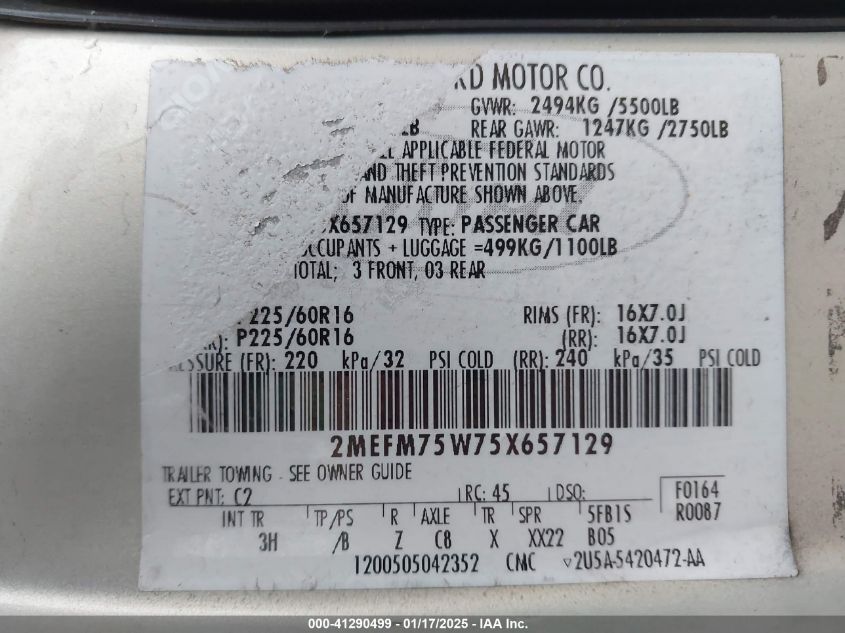 MOTOR CO.
GVWR: 2494KG /5500LB
REAR GAWR: 1247KG /2750LB
APPLICABLE FEDERAL MOTOR
AND THEFT PREVENTION STANDARDS
OF MANUFACTURE SHOWN ABOVE.
X657129 TYPE: PASSENGER CAR
+ LUGGAGE =499KG/1100LB
TOTAL; 3 FRONT, 03 REAR
P225/60R16 RIMS (FR): 16X7.0J
P225/60R16 (RR): 16X7.0J
(FR): 220 kPa/32 PSI COLD (RR): 240 kPa/35 PSI COLD
2MEFM75W75X657129
TRAILER TOWING - SEE OWNER GUIDE
EXT PNT: C2 RC: 45 DSO: F0164
INT TR TP/PS R AXLE TR SPR 5FB1S R0087
3H /B Z C8 X XX22 B05
1200505042352 CMC ▽2U5A-5420472-AA
000-41290499 - 01/17/2025 - IAA Inc.